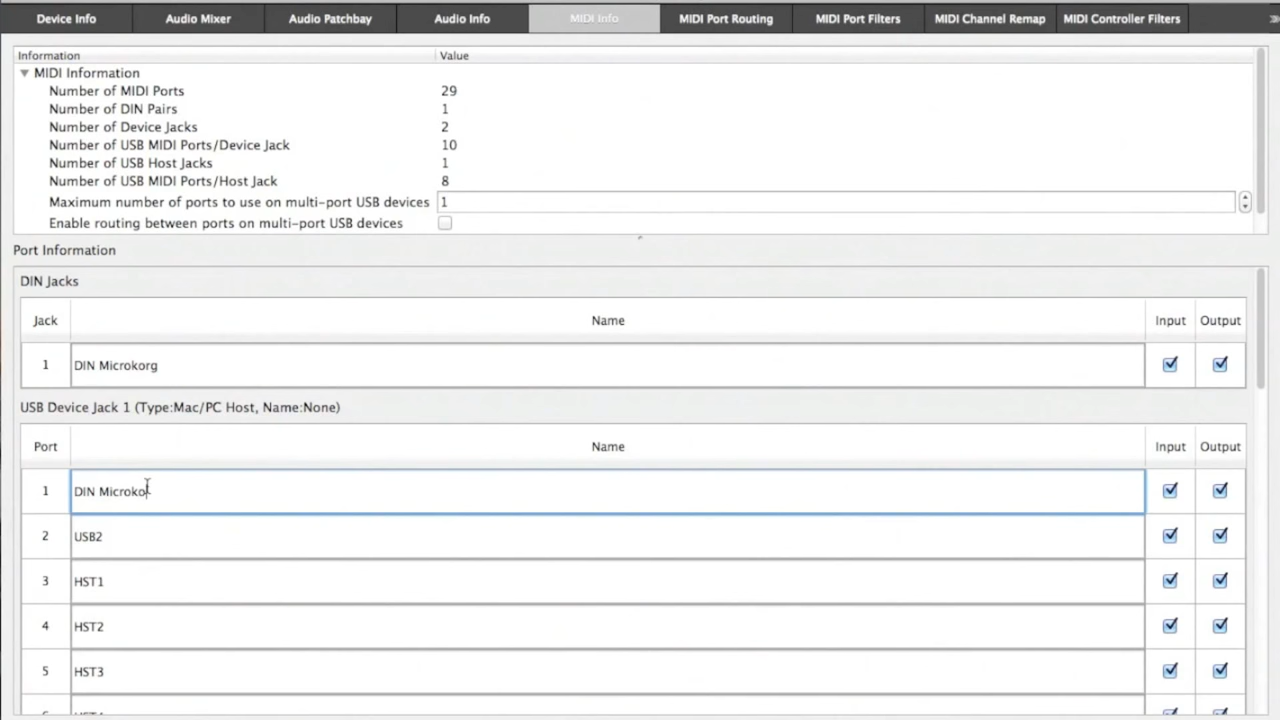 Device Info Audio Mixer Audio Patchbay Audio Info MIDI Info MIDI Port Routing MIDI Port Filters MIDI Channel Remap MIDI Controller Filters
Information Value
MIDI Information
Number of MIDI Ports 29
Number of DIN Pairs 1
Number of Device Jacks 2
Number of USB MIDI Ports/Device Jack 10
Number of USB Host Jacks 1
Number of USB MIDI Ports/Host Jack 8
Maximum number of ports to use on multi-port USB devices 1
Enable routing between ports on multi-port USB devices
Port Information
DIN Jacks
Jack Name Input Output
1 DIN Microkorg
USB Device Jack 1 (Type:Mac/PC Host, Name:None)
Port Name Input Output
1 DIN Microko
2 USB2
3 HST1
4 HST2
5 HST3